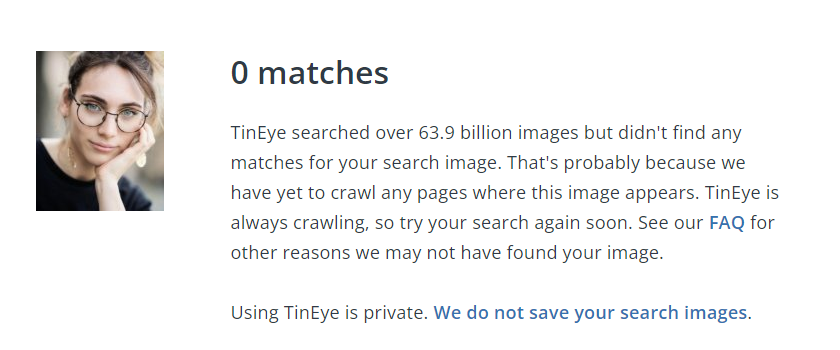 0 matches
TinEye searched over 63.9 billion images but didn't find any
matches for your search image. That's probably because we
have yet to crawl any pages where this image appears. TinEye is
always crawling, so try your search again soon. See our FAQ for
other reasons we may not have found your image.
Using TinEye is private. We do not save your search images.